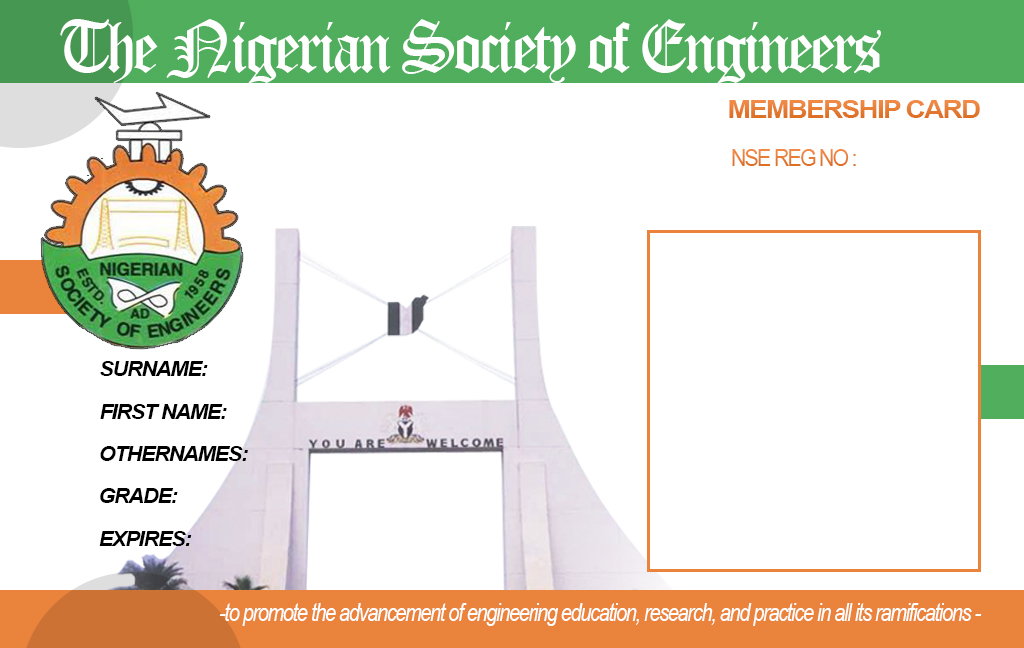 The Nigerian Society of Engineers
MEMBERSHIP CARD
NSE REG NO :
NIGERIAN
ESTD. AD 1958
SOCIETY OF ENGINEERS
SURNAME:
FIRST NAME:
OTHERNAMES:
GRADE:
EXPIRES:
YOU ARE WELCOME
-to promote the advancement of engineering education, research, and practice in all its ramifications -